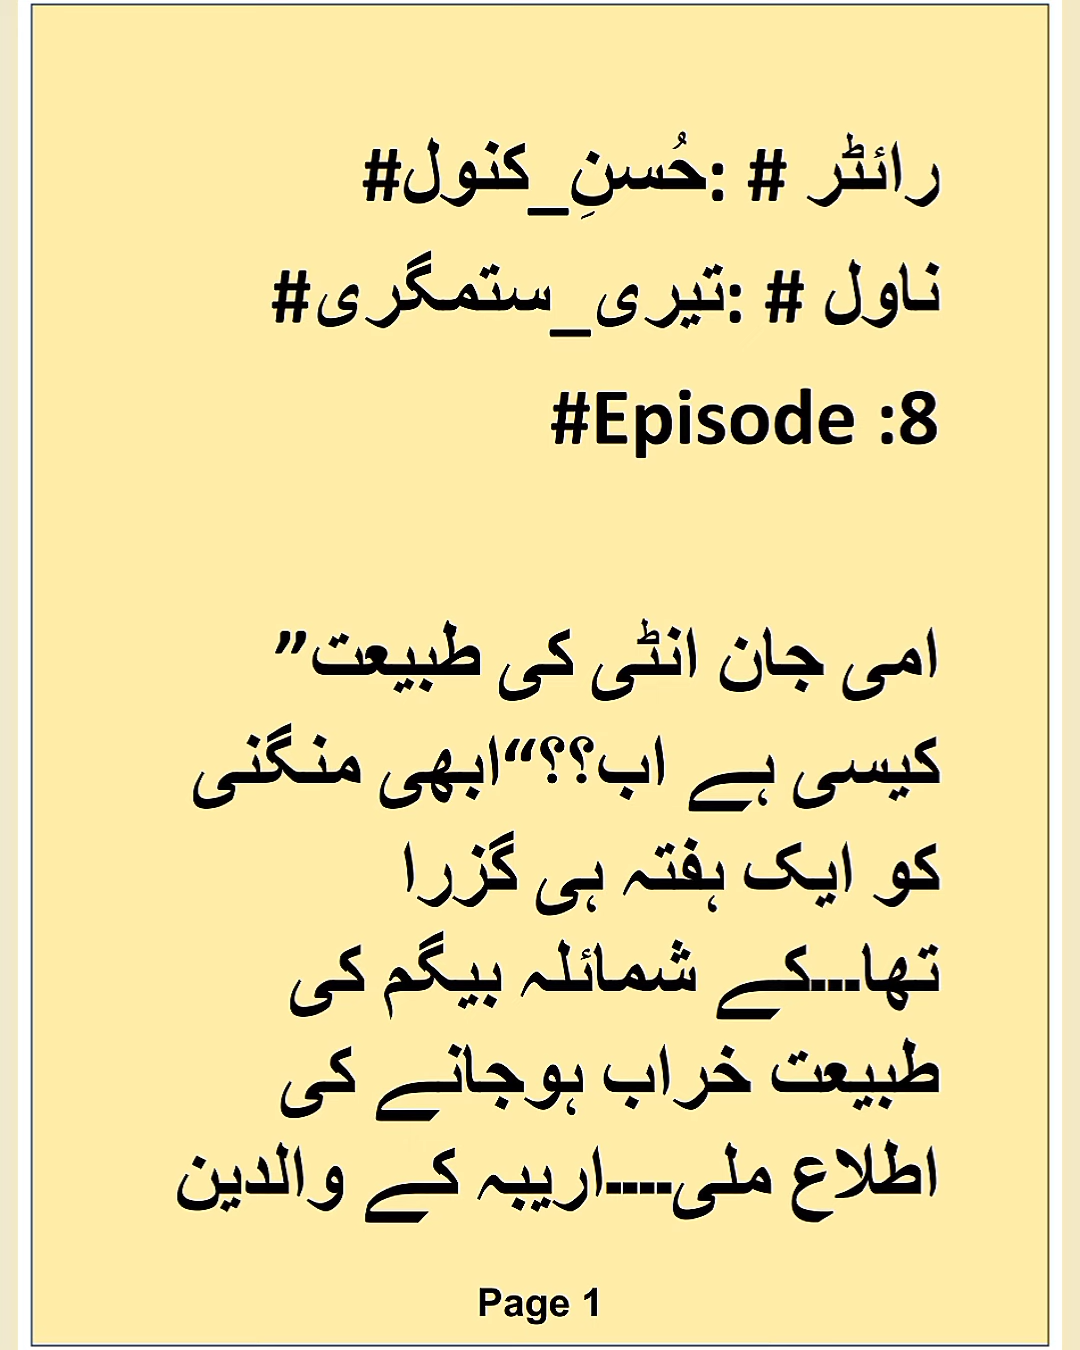 رائٹر # :حُسنِ_کنول#
ناول # :تیری_ستمگری#
#Episode :8
امی جان انٹی کی طبیعت”
کیسی ہے اب؟؟“ابھی منگنی
کو ایک ہفتہ ہی گزرا
تھا---کے شمائلہ بیگم کی
طبیعت خراب ہوجانے کی
اطلاع ملی----اریبہ کے والدین
Page 1